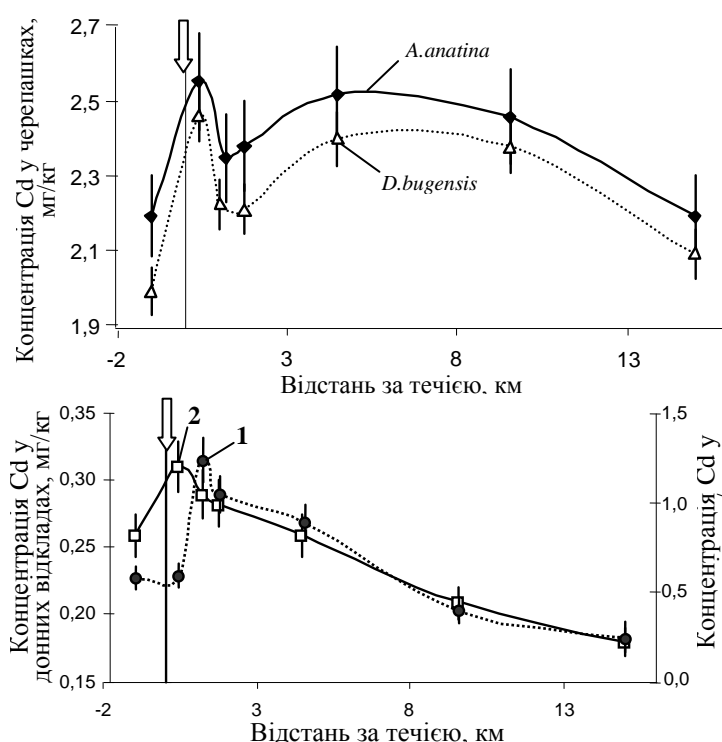 Концентрація Cd у черепашках,
мг/кг
2,7
2,5
2,3
2,1
1,9
A.anatina
D.bugensis
-2
3
8
13
Відстань за течією, км
Концентрація Cd у
донних відкладах, мг/кг
0,35
0,30
0,25
0,20
0,15
2
1
1,5
1,0
0,5
0,0
Концентрація Cd у
-2
3
8
13
Відстань за течією, км